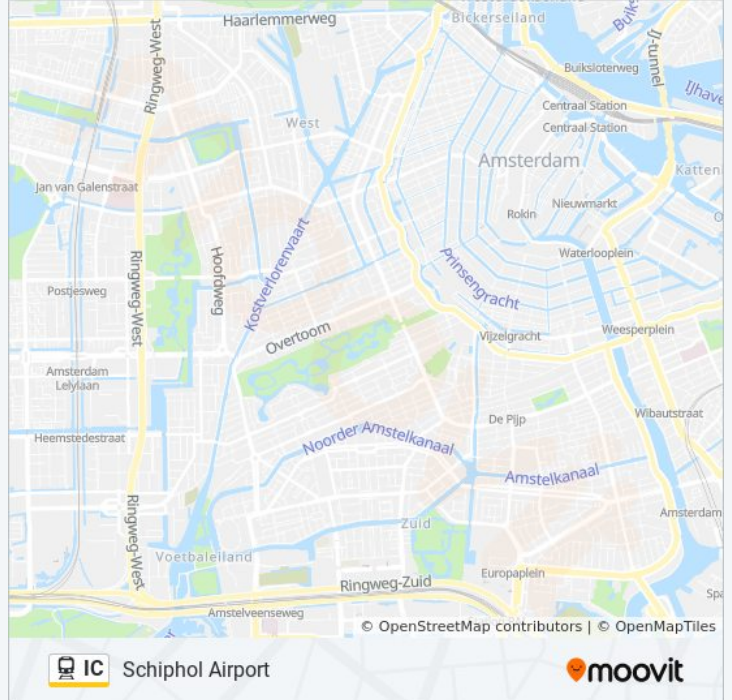 Haarlemmerweg
Bickerseiland
Buiks
IJ-tunnel
Ringweg-West
Buiksloterweg
IJhave
Centraal Station
West
Centraal Station
Amsterdam
Katten
Jan van Galenstraat
Nieuwmarkt
Rokin
O
Kostverlorenvaart
Hoofdweg
Prinsengracht
Waterlooplein
Ringweg-West
Postjesweg
Overtoom
Vijzelgracht
Weesperplein
Amsterdam
Lelylaan
De Pijp
Wibautstraat
Heemstedestraat
Noorder Amstelkanaal
Amstelkanaal
Ringweg-West
Zuid
Amsterdam
Voetbaleiland
Europaplein
Ringweg-Zuid
Spa
Amstelveenseweg
© OpenStreetMap contributors | © OpenMapTiles
IC Schiphol Airport
moovit